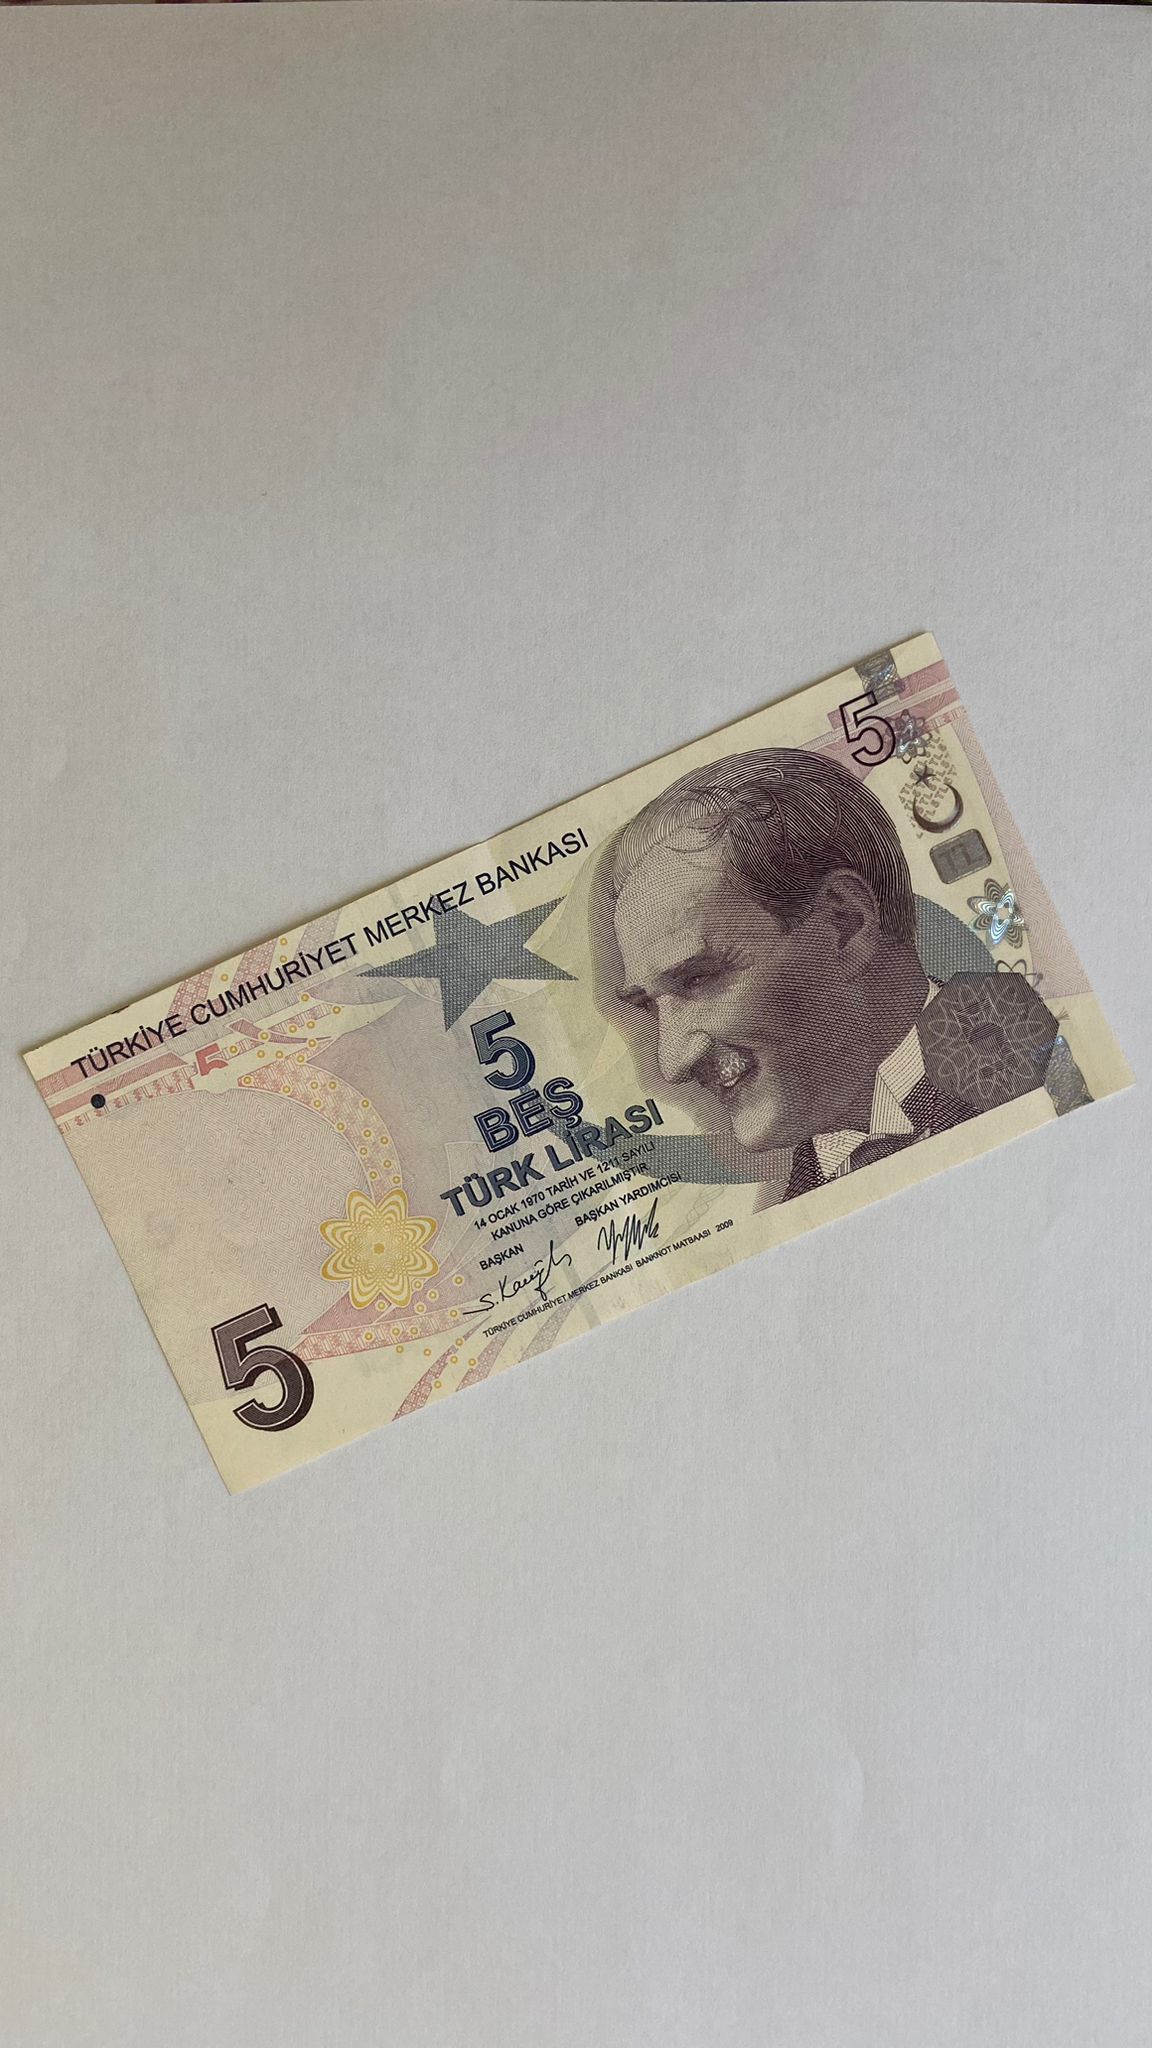 TÜRKİYE CUMHURİYET MERKEZ BANKASI
5
5
5
BEŞ
TÜRK LİRASI
14 OCAK 1970 TARİH VE 1211 SAYILI
KANUNA GÖRE ÇIKARILMIŞTIR
BAŞKAN BAŞKAN YARDIMCISI
TÜRKİYE CUMHURİYET MERKEZ BANKASI BANKNOT MATBAASI 2009
5
TL